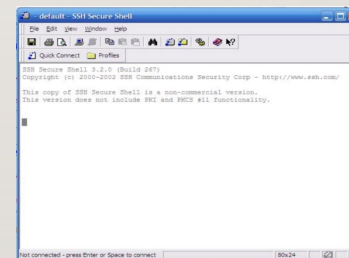 - default - SSH Secure Shell
File Edit View Window Help
Quick Connect Profiles
SSH Secure Shell 3.2.0 (Build 267)
Copyright (c) 2000-2002 SSH Communications Security Corp - http://www.ssh.com/
This copy of SSH Secure Shell is a non-commercial version.
This version does not include PKI and PKCS #11 functionality.
Not connected - press Enter or Space to connect 80x24